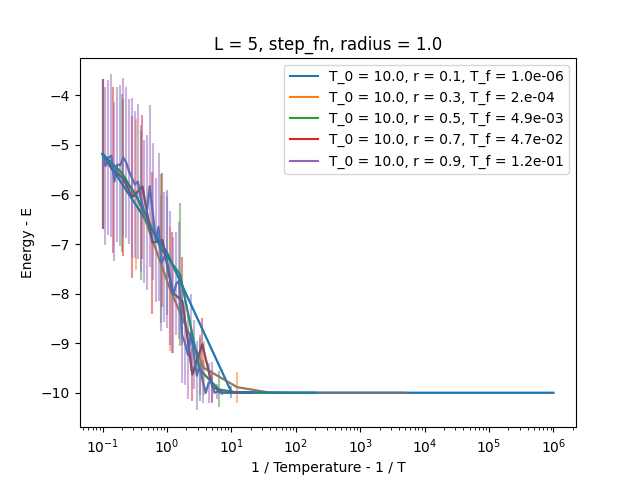 L = 5, step_fn, radius = 1.0
T_0 = 10.0, r = 0.1, T_f = 1.0e-06
T_0 = 10.0, r = 0.3, T_f = 2.e-04
T_0 = 10.0, r = 0.5, T_f = 4.9e-03
T_0 = 10.0, r = 0.7, T_f = 4.7e-02
T_0 = 10.0, r = 0.9, T_f = 1.2e-01
Energy - E
−4
−5
−6
−7
−8
−9
−10
10⁻¹ 10⁰ 10¹ 10² 10³ 10⁴ 10⁵ 10⁶
1 / Temperature - 1 / T